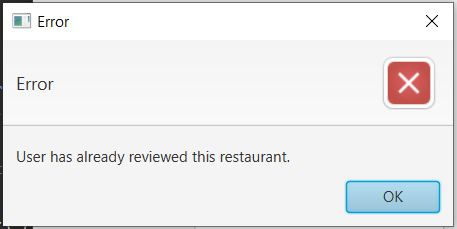 Error
Error
User has already reviewed this restaurant.
OK